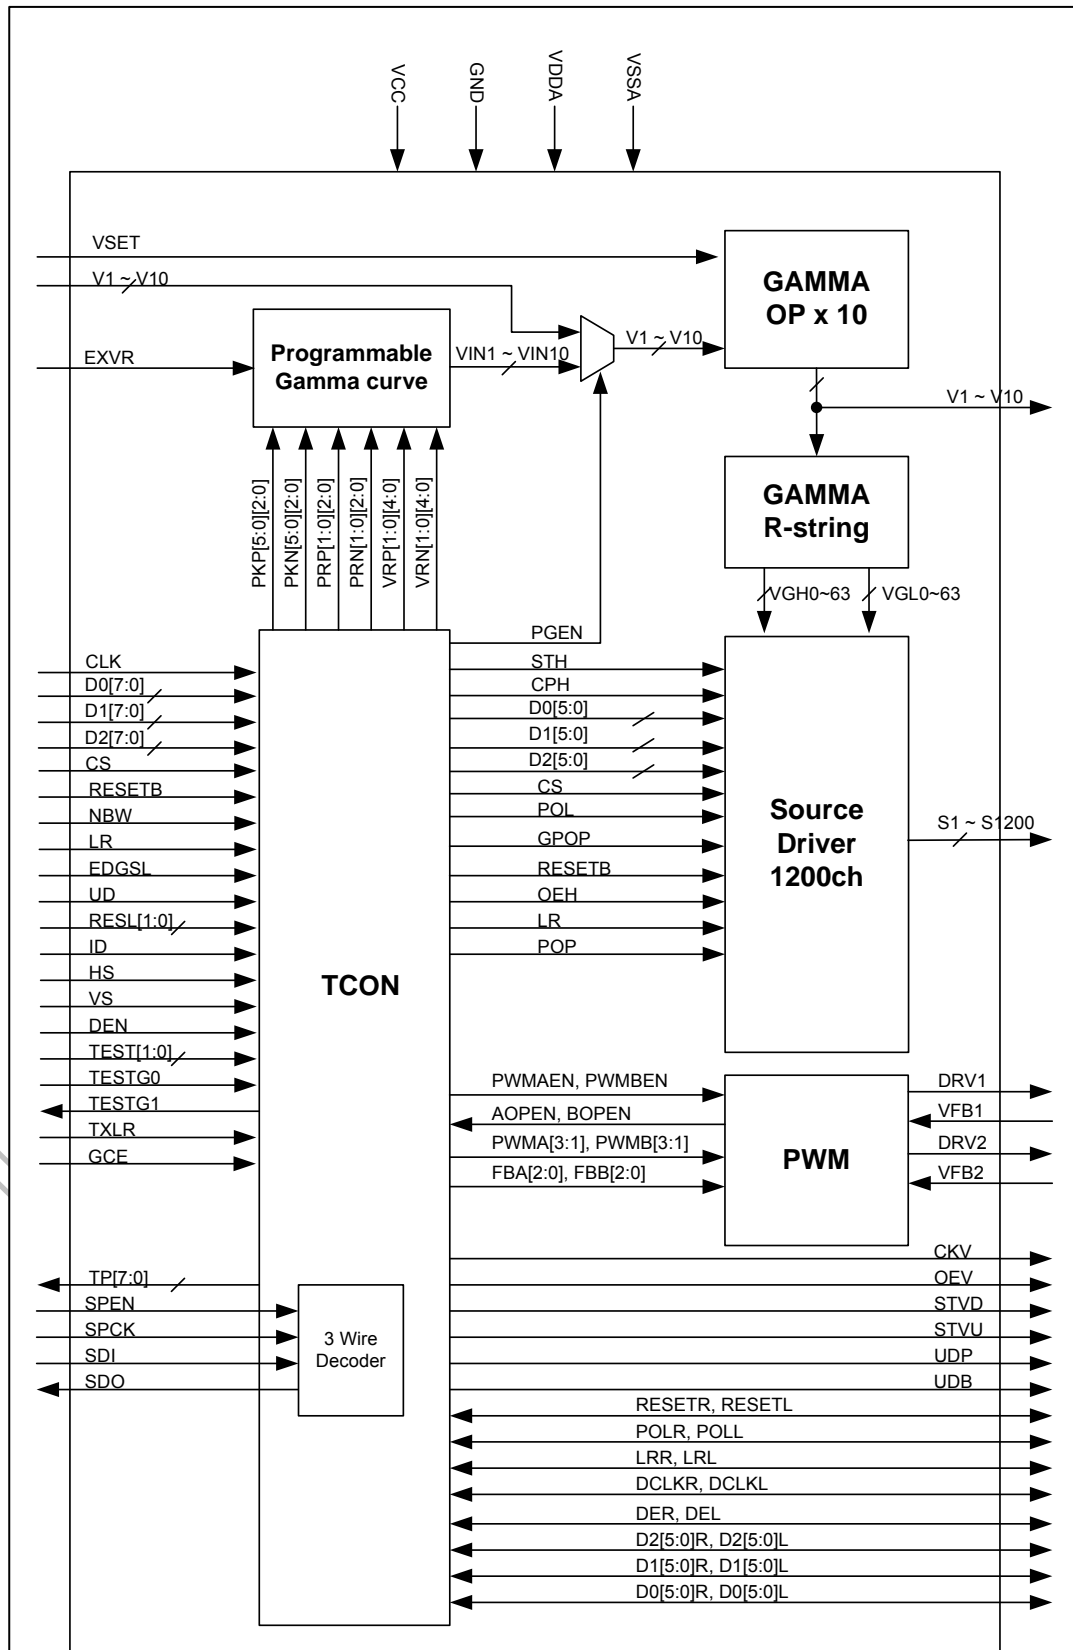 VCC
GND
VDDA
VSSA
VSET
V1 ~ V10
GAMMA
OP x 10
EXVR
Programmable
Gamma curve
VIN1 ~ VIN10
V1 ~ V10
V1 ~ V10
GAMMA
R-string
PKP[5:0][2:0]
PKN[5:0][2:0]
PRP[1:0][2:0]
PRN[1:0][2:0]
VRP[1:0][4:0]
VRN[1:0][4:0]
VGH0~63
VGL0~63
CLK
D0[7:0]
D1[7:0]
D2[7:0]
CS
RESETB
NBW
LR
EDGSL
UD
RESL[1:0]
ID
HS
VS
DEN
TEST[1:0]
TESTG0
TESTG1
TXLR
GCE
TP[7:0]
SPEN
SPCK
SDI
SDO
TCON
3 Wire
Decoder
PGEN
STH
CPH
D0[5:0]
D1[5:0]
D2[5:0]
CS
POL
GPOP
RESETB
OEH
LR
POP
Source
Driver
1200ch
S1 ~ S1200
PWMAEN, PWMBEN
AOPEN, BOPEN
PWMA[3:1], PWMB[3:1]
FBA[2:0], FBB[2:0]
PWM
DRV1
VFB1
DRV2
VFB2
CKV
OEV
STVD
STVU
UDP
UDB
RESETR, RESETL
POLR, POLL
LRR, LRL
DCLKR, DCLKL
DER, DEL
D2[5:0]R, D2[5:0]L
D1[5:0]R, D1[5:0]L
D0[5:0]R, D0[5:0]L